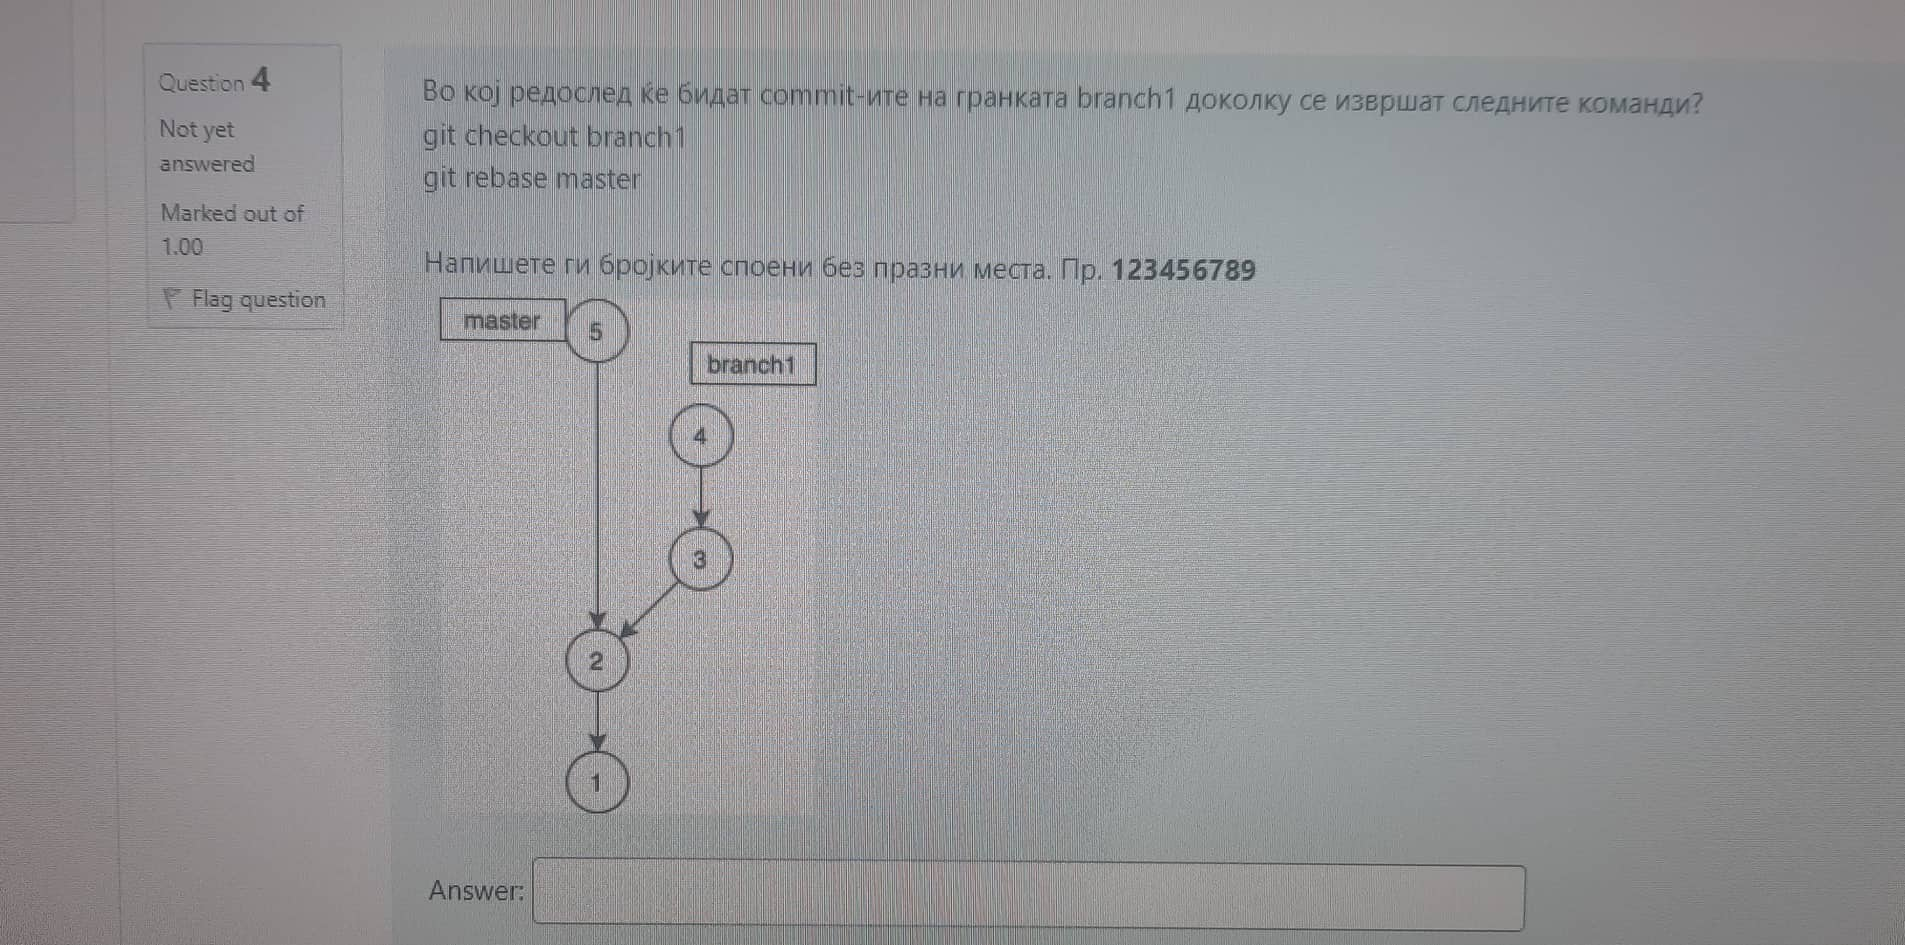 Question 4
Not yet
answered
Marked out of
1.00
Flag question
Во кој редослед ќе бидат commit-ите на гранката branch1 доколку се извршат следните команди?
git checkout branch1
git rebase master
Напишете ги бројките споени без празни места. Пр. 123456789
master
5
branch1
4
3
2
1
Answer: